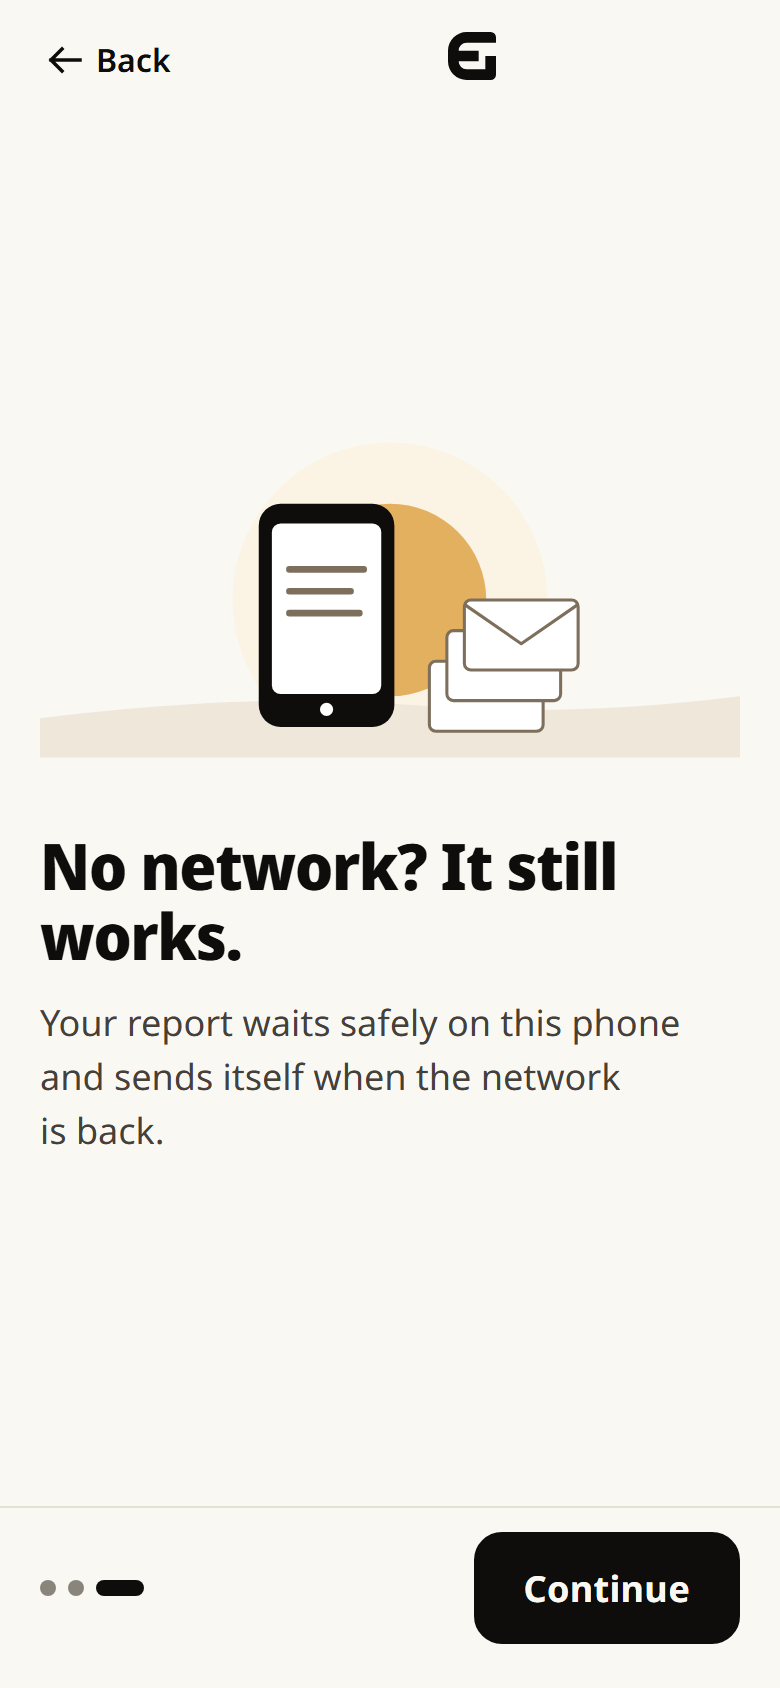 Back
No network? It still
works.
Your report waits safely on this phone
and sends itself when the network
is back.
Continue